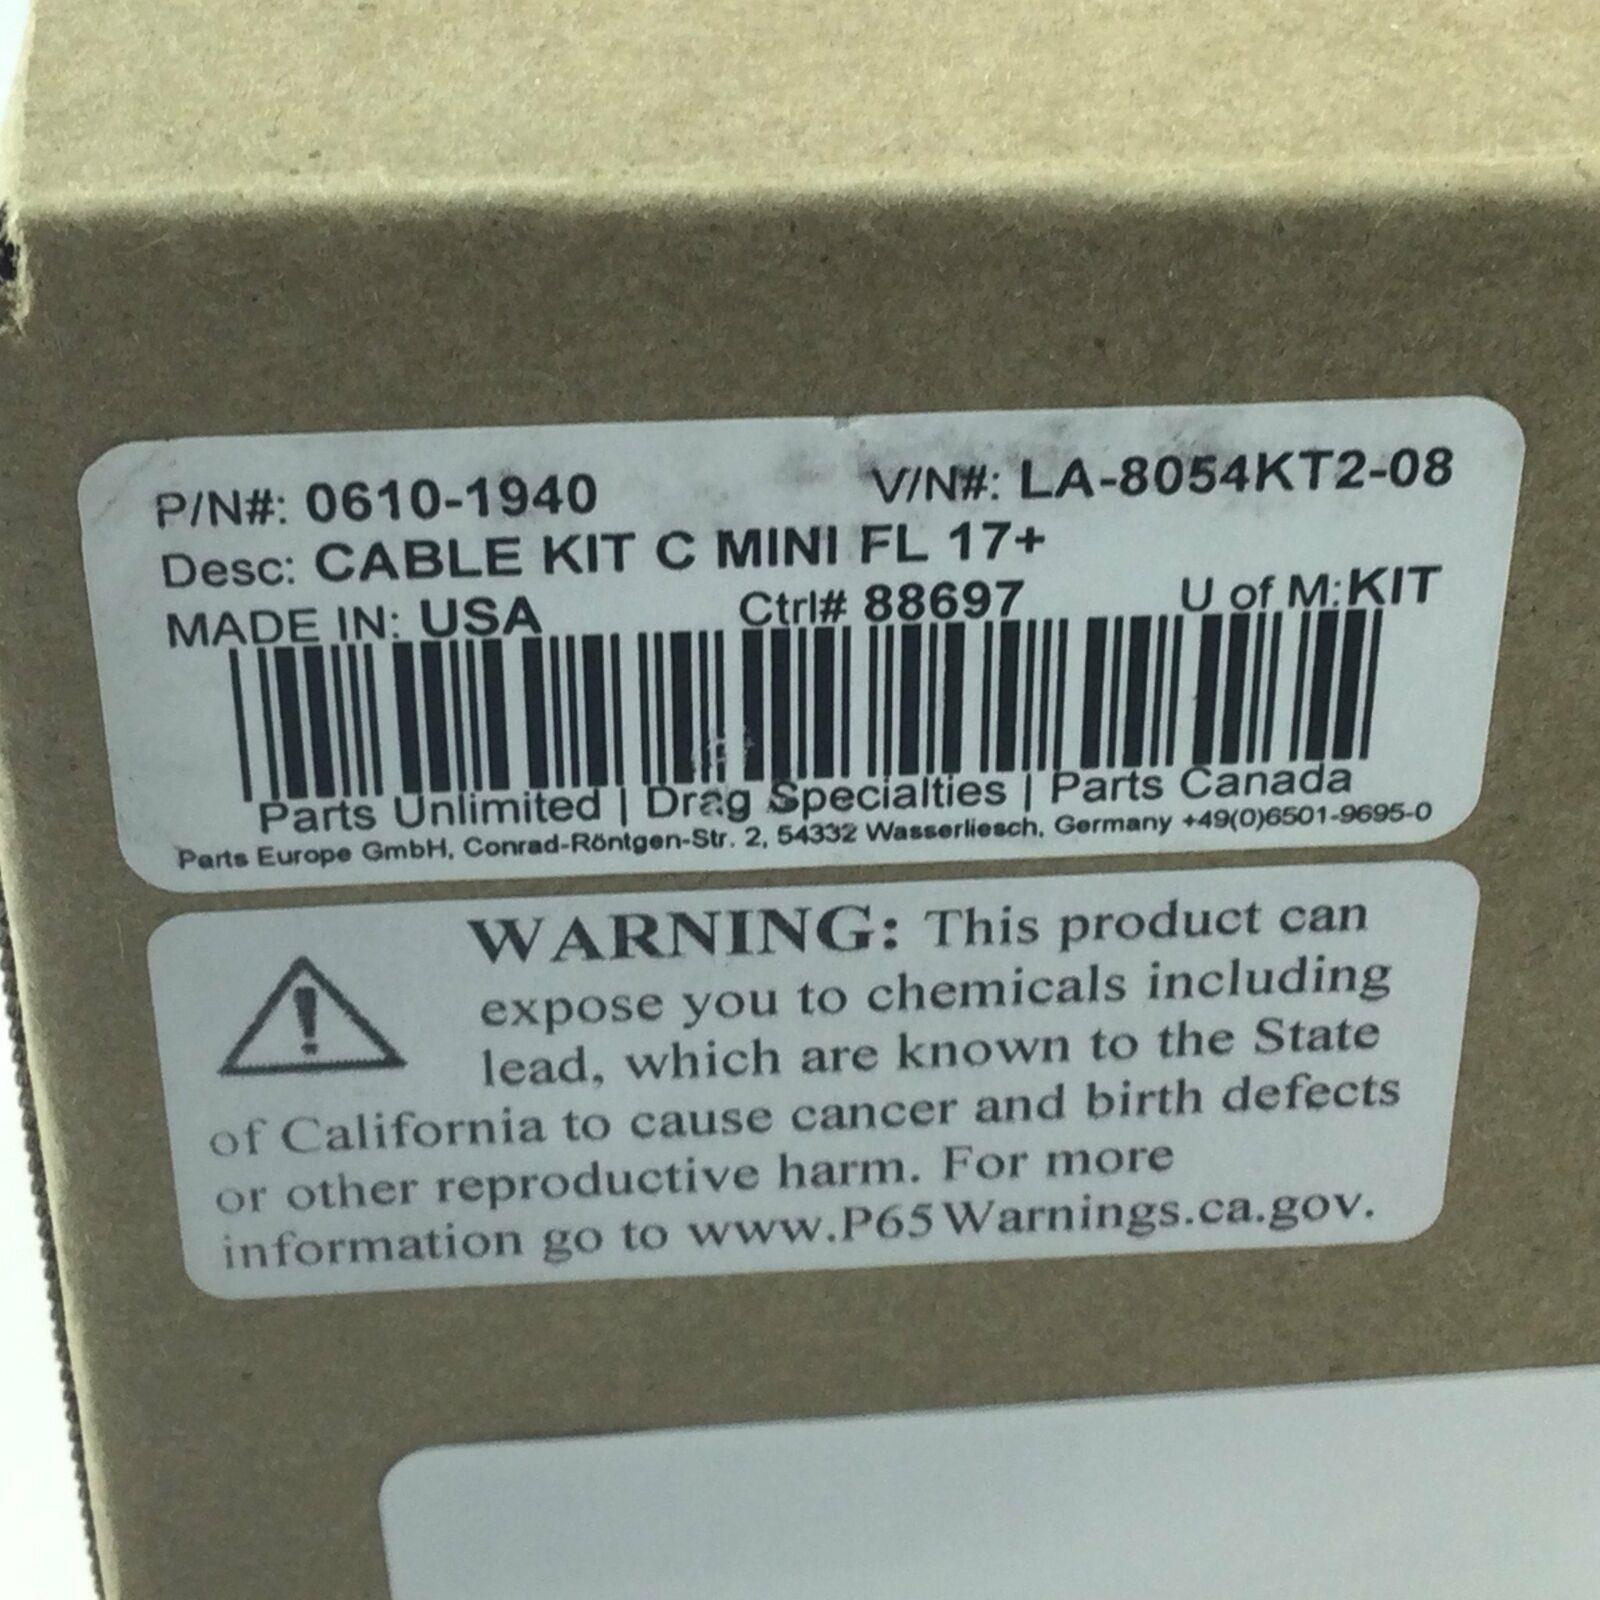 P/N#: 0610-1940 V/N#: LA-8054KT2-08
Desc: CABLE KIT C MINI FL 17+
MADE IN: USA Ctrl# 88697 U of M:KIT
Parts Unlimited | Drag Specialties | Parts Canada
Parts Europe GmbH, Conrad-Röntgen-Str. 2, 54332 Wasserliesch, Germany +49(0)6501-9695-0
WARNING: This product can
expose you to chemicals including
lead, which are known to the State
of California to cause cancer and birth defects
or other reproductive harm. For more
information go to www.P65Warnings.ca.gov.